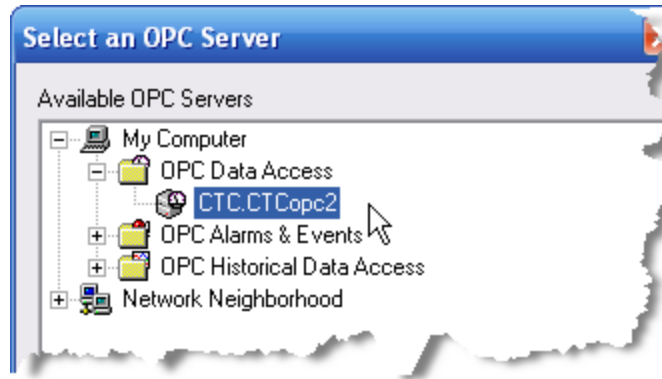 Select an OPC Server
Available OPC Servers
My Computer
OPC Data Access
CTC.CTCopc2
OPC Alarms & Events
OPC Historical Data Access
Network Neighborhood